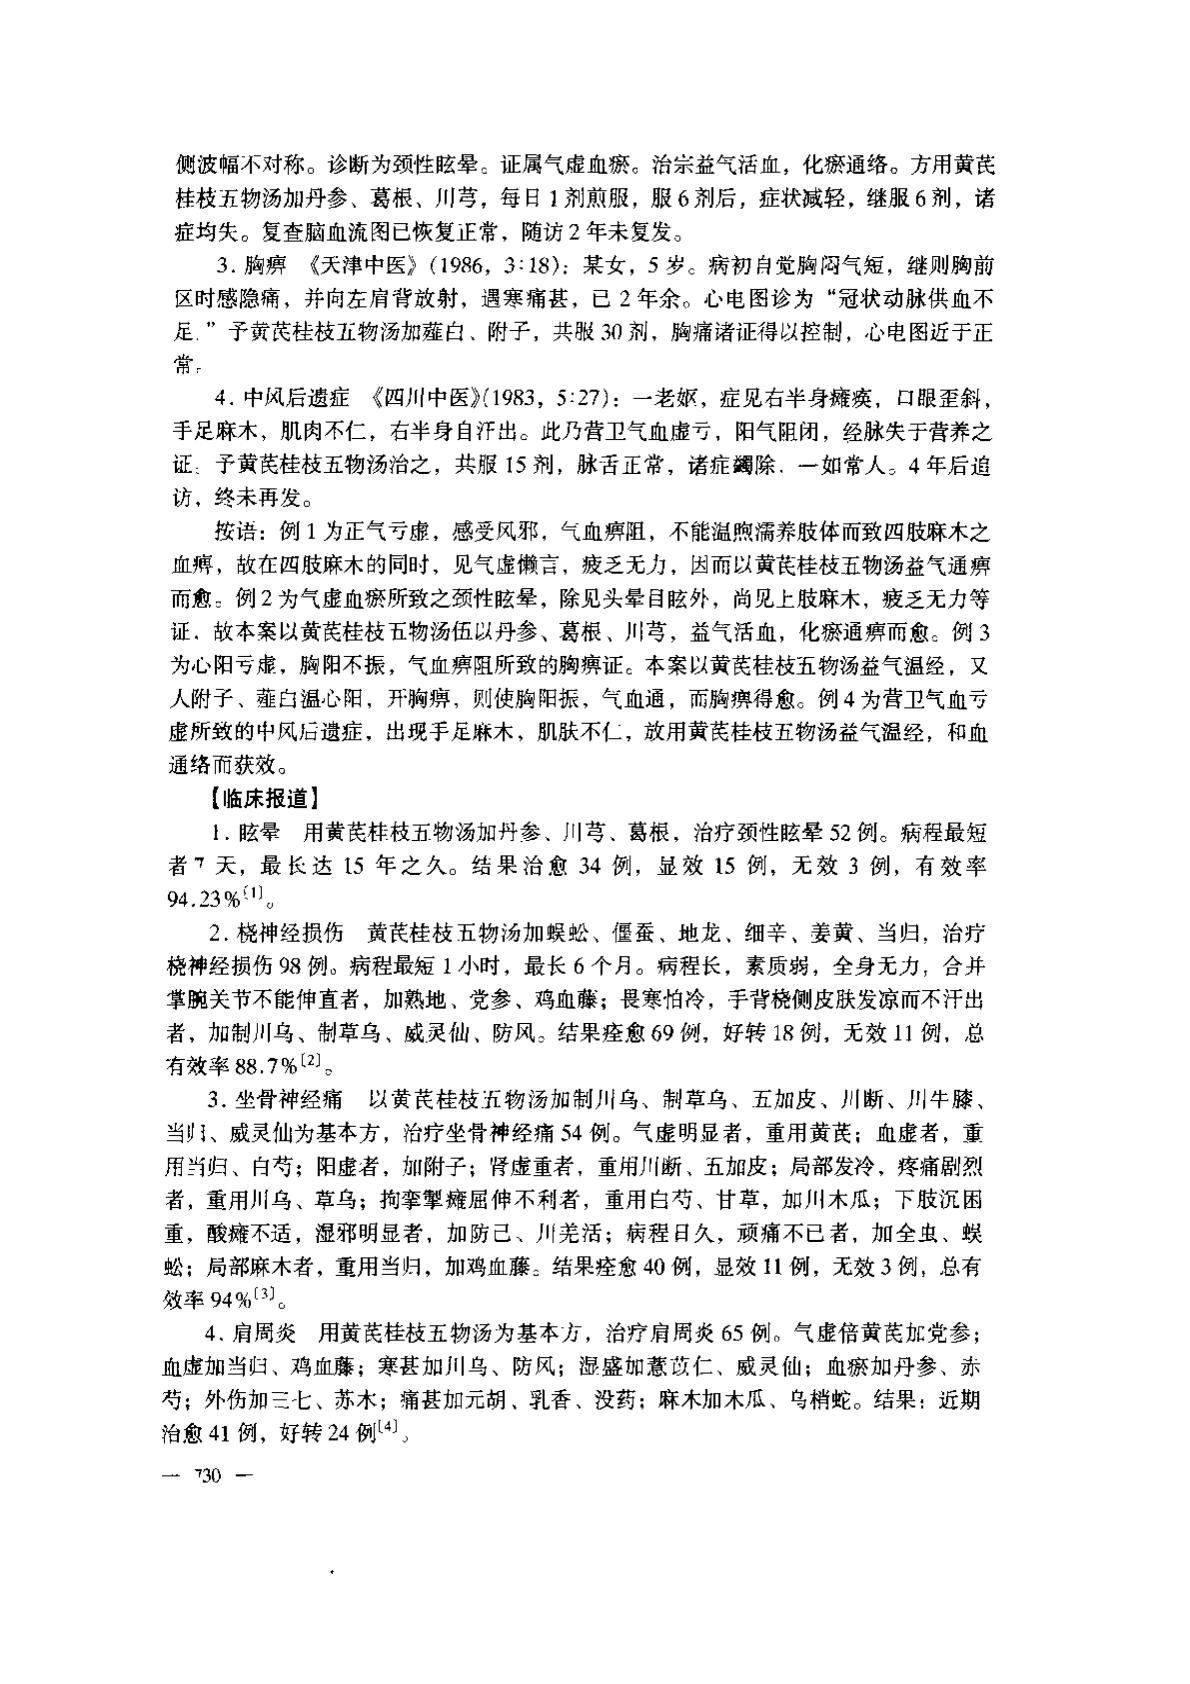 侧波幅不对称。诊断为颈性眩晕。证属气虚血瘀。治宗益气活血，化瘀通络。方用黄芪
桂枝五物汤加丹参、葛根、川芎，每日1剂煎服，服6剂后，症状减轻，继服6剂，诸
症均失。复查脑血流图已恢复正常，随访2年未复发。
3. 胸痹　《天津中医》（1986，3:18）：某女，5岁。病初自觉胸闷气短，继则胸前
区时感隐痛，并向左肩背放射，遇寒痛甚，已2年余。心电图诊为“冠状动脉供血不
足.”予黄芪桂枝五物汤加薤白、附子，共服30剂，胸痛诸证得以控制，心电图近于正
常。
4. 中风后遗症　《四川中医》（1983，5:27）：一老妪，症见右半身瘫痪，口眼歪斜，
手足麻木，肌肉不仁，右半身自汗出。此乃营卫气血虚亏，阳气阻闭，经脉失于营养之
证。予黄芪桂枝五物汤治之，共服15剂，脉舌正常，诸症蠲除，一如常人。4年后追
访，终未再发。
按语：例1为正气亏虚，感受风邪，气血痹阻，不能温煦濡养肢体而致四肢麻木之
血痹，故在四肢麻木的同时，见气虚懒言，疲乏无力，因而以黄芪桂枝五物汤益气通痹
而愈。例2为气虚血瘀所致之颈性眩晕，除见头晕目眩外，尚见上肢麻木，疲乏无力等
证，故本案以黄芪桂枝五物汤伍以丹参、葛根、川芎，益气活血，化瘀通痹而愈。例3
为心阳亏虚，胸阳不振，气血痹阻所致的胸痹证。本案以黄芪桂枝五物汤益气温经，又
人附子、薤白温心阳，开胸痹，则使胸阳振，气血通，而胸痹得愈。例4为营卫气血亏
虚所致的中风后遗症，出现手足麻木，肌肤不仁，故用黄芪桂枝五物汤益气温经，和血
通络而获效。
【临床报道】
1. 眩晕　用黄芪桂枝五物汤加丹参、川芎、葛根，治疗颈性眩晕52例。病程最短
者7天，最长达15年之久。结果治愈34例，显效15例，无效3例，有效率
94.23%〔1〕。
2. 桡神经损伤　黄芪桂枝五物汤加蜈蚣、僵蚕、地龙、细辛、姜黄、当归，治疗
桡神经损伤98例。病程最短1小时，最长6个月。病程长，素质弱，全身无力，合并
掌腕关节不能伸直者，加熟地、党参、鸡血藤；畏寒怕冷，手背桡侧皮肤发凉而不汗出
者，加制川乌、制草乌、威灵仙、防风。结果痊愈69例，好转18例，无效11例，总
有效率88.7%〔2〕。
3. 坐骨神经痛　以黄芪桂枝五物汤加制川乌、制草乌、五加皮、川断、川牛膝、
当归、威灵仙为基本方，治疗坐骨神经痛54例。气虚明显者，重用黄芪；血虚者，重
用当归、白芍；阳虚者，加附子；肾虚重者，重用川断、五加皮；局部发冷，疼痛剧烈
者，重用川乌、草乌；拘挛掣瘫屈伸不利者，重用白芍、甘草，加川木瓜；下肢沉困
重，酸瘫不适，湿邪明显者，加防己、川羌活；病程日久，顽痛不已者，加全虫、蜈
蚣；局部麻木者，重用当归，加鸡血藤。结果痊愈40例，显效11例，无效3例，总有
效率94%〔3〕。
4. 肩周炎　用黄芪桂枝五物汤为基本方，治疗肩周炎65例。气虚倍黄芪加党参；
血虚加当归、鸡血藤；寒甚加川乌、防风；湿盛加薏苡仁、威灵仙；血瘀加丹参、赤
芍；外伤加三七、苏木；痛甚加元胡、乳香、没药；麻木加木瓜、乌梢蛇。结果：近期
治愈41例，好转24例〔4〕。
— 730 —